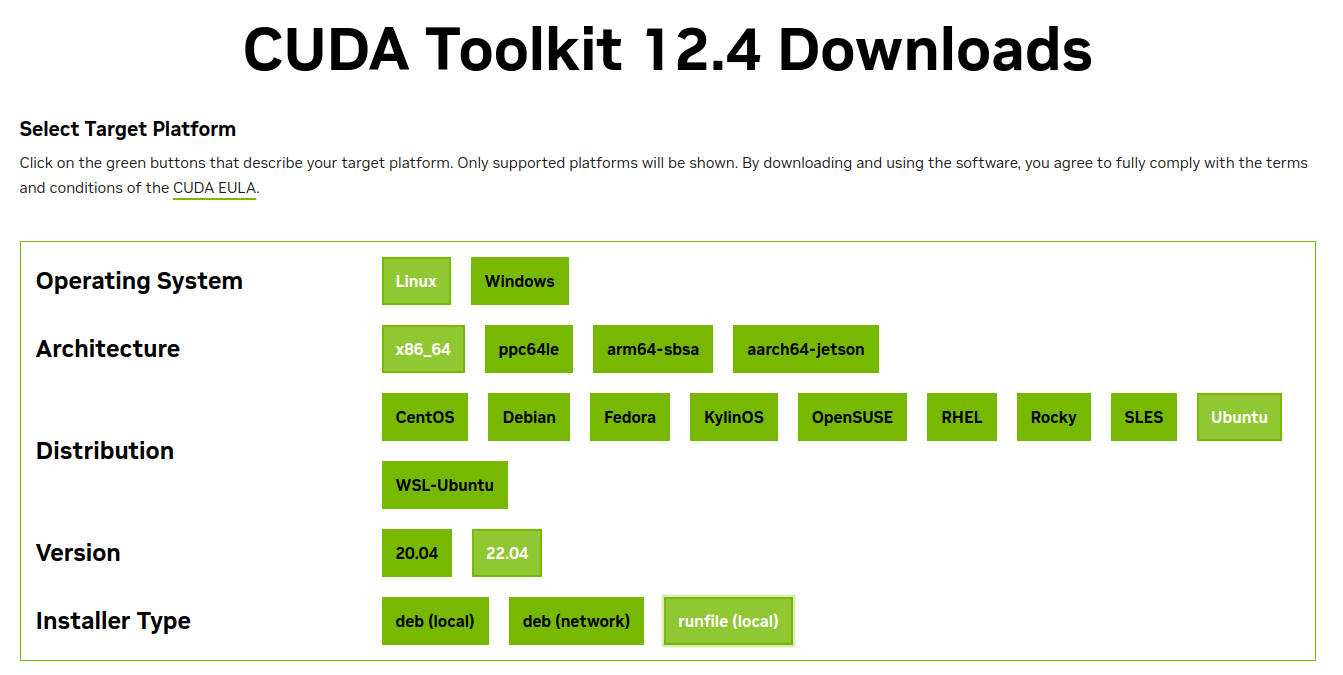 CUDA Toolkit 12.4 Downloads
Select Target Platform
Click on the green buttons that describe your target platform. Only supported platforms will be shown. By downloading and using the software, you agree to fully comply with the terms
and conditions of the CUDA EULA.
Operating System Linux Windows
Architecture x86_64 ppc64le arm64-sbsa aarch64-jetson
Distribution CentOS Debian Fedora KylinOS OpenSUSE RHEL Rocky SLES Ubuntu
WSL-Ubuntu
Version 20.04 22.04
Installer Type deb (local) deb (network) runfile (local)